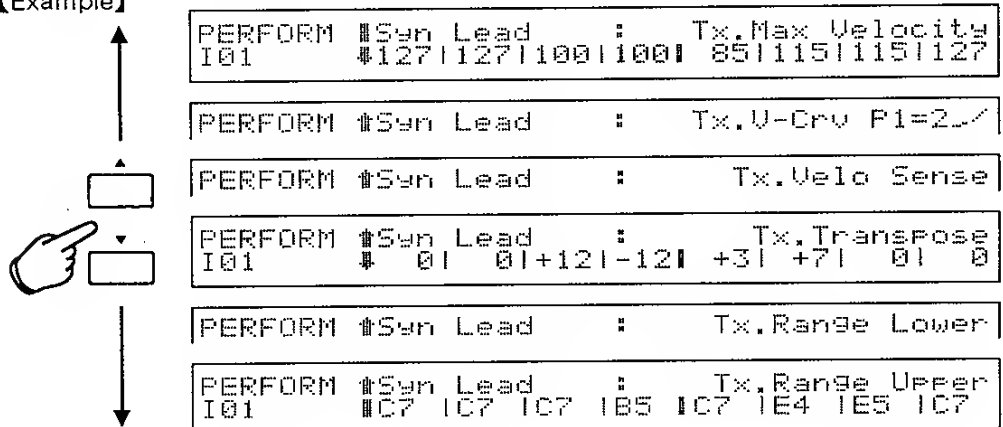 【Example】
PERFORM Syn Lead : Tx.Max Velocity
I01 127|127|100|100 85|115|115|127
PERFORM Syn Lead : Tx.V-Crv P1=2
PERFORM Syn Lead : Tx.Velo Sense
PERFORM Syn Lead : Tx.Transpose
I01 0| 0|+12|-12 +3| +7| 0| 0
PERFORM Syn Lead : Tx.Range Lower
PERFORM Syn Lead : Tx.Range Upper
I01 C7 |C7 |C7 |B5 C7 |E4 |E5 |C7